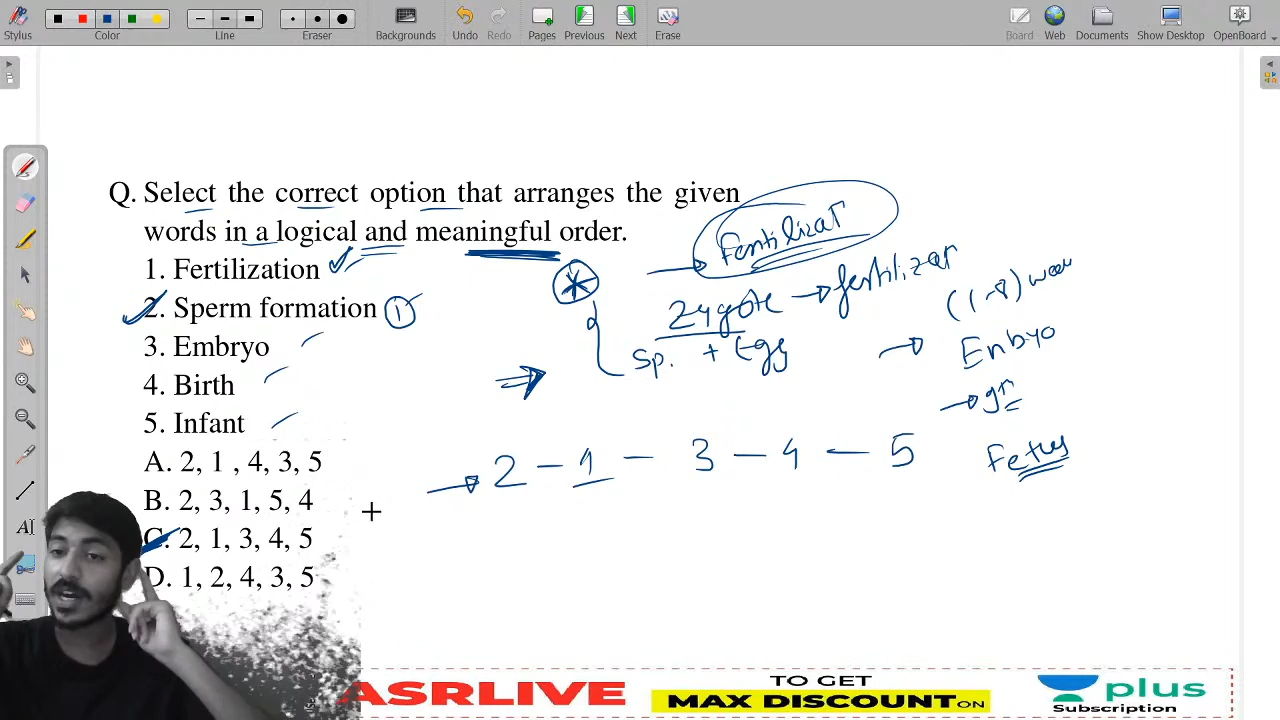 Stylus
Color
Line
Eraser
Backgrounds
Undo
Redo
Pages
Previous
Next
Erase
Board
Web
Documents
Show Desktop
OpenBoard
Q. Select the correct option that arranges the given
words in a logical and meaningful order.
1. Fertilization
2. Sperm formation 1
3. Embryo
4. Birth
5. Infant
A. 2, 1 , 4, 3, 5
B. 2, 3, 1, 5, 4
C. 2, 1, 3, 4, 5
D. 1, 2, 4, 3, 5
Fertilizat
Zygote → fertilizat
Sp. + Egg
Embyo
Fetus
→ 2 – 1 – 3 – 4 – 5
ASRLIVE
TO GET
MAX DISCOUNT ON
plus
Subscription